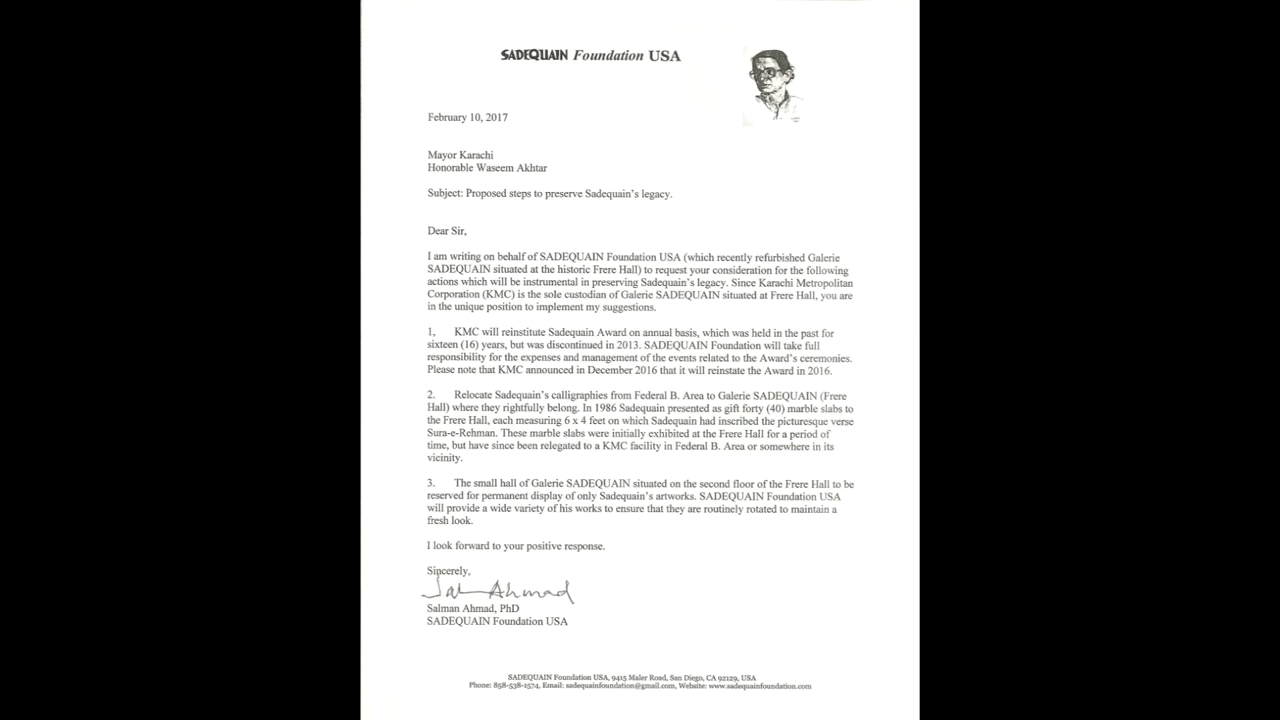 SADEQUAIN Foundation USA
February 10, 2017
Mayor Karachi
Honorable Waseem Akhtar
Subject: Proposed steps to preserve Sadequain's legacy.
Dear Sir,
I am writing on behalf of SADEQUAIN Foundation USA (which recently refurbished Galerie
SADEQUAIN situated at the historic Frere Hall) to request your consideration for the following
actions which will be instrumental in preserving Sadequain's legacy. Since Karachi Metropolitan
Corporation (KMC) is the sole custodian of Galerie SADEQUAIN situated at Frere Hall, you are
in the unique position to implement my suggestions.
1, KMC will reinstitute Sadequain Award on annual basis, which was held in the past for
sixteen (16) years, but was discontinued in 2013. SADEQUAIN Foundation will take full
responsibility for the expenses and management of the events related to the Award's ceremonies.
Please note that KMC announced in December 2016 that it will reinstate the Award in 2016.
2. Relocate Sadequain's calligraphies from Federal B. Area to Galerie SADEQUAIN (Frere
Hall) where they rightfully belong. In 1986 Sadequain presented as gift forty (40) marble slabs to
the Frere Hall, each measuring 6 x 4 feet on which Sadequain had inscribed the picturesque verse
Sura-e-Rehman. These marble slabs were initially exhibited at the Frere Hall for a period of
time, but have since been relegated to a KMC facility in Federal B. Area or somewhere in its
vicinity.
3. The small hall of Galerie SADEQUAIN situated on the second floor of the Frere Hall to be
reserved for permanent display of only Sadequain's artworks. SADEQUAIN Foundation USA
will provide a wide variety of his works to ensure that they are routinely rotated to maintain a
fresh look.
I look forward to your positive response.
Sincerely,
Sal Ahmad
Salman Ahmad, PhD
SADEQUAIN Foundation USA
SADEQUAIN Foundation USA, 9415 Maler Road, San Diego, CA 92129, USA
Phone: 858-538-1574, Email: sadequainfoundation@gmail.com, Website: www.sadequainfoundation.com